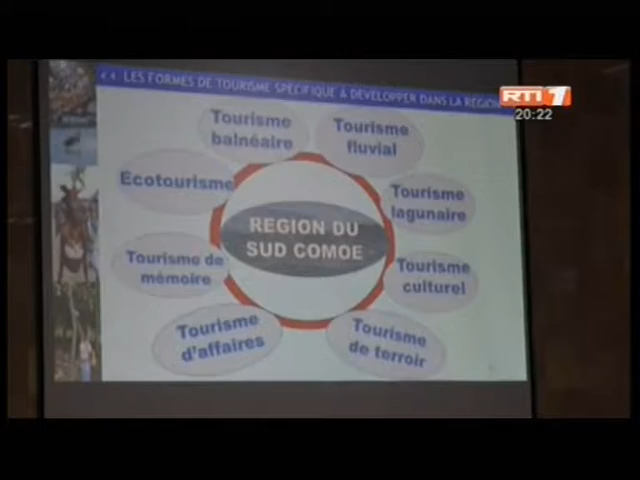 LES FORMES DE TOURISME SPECIFIQUE A DEVELOPPER DANS LA REGION
RTI 1
20:22
Tourisme
balnéaire
Tourisme
fluvial
Ecotourisme
Tourisme
lagunaire
REGION DU
SUD COMOE
Tourisme de
mémoire
Tourisme
culturel
Tourisme
d'affaires
Tourisme
de terroir